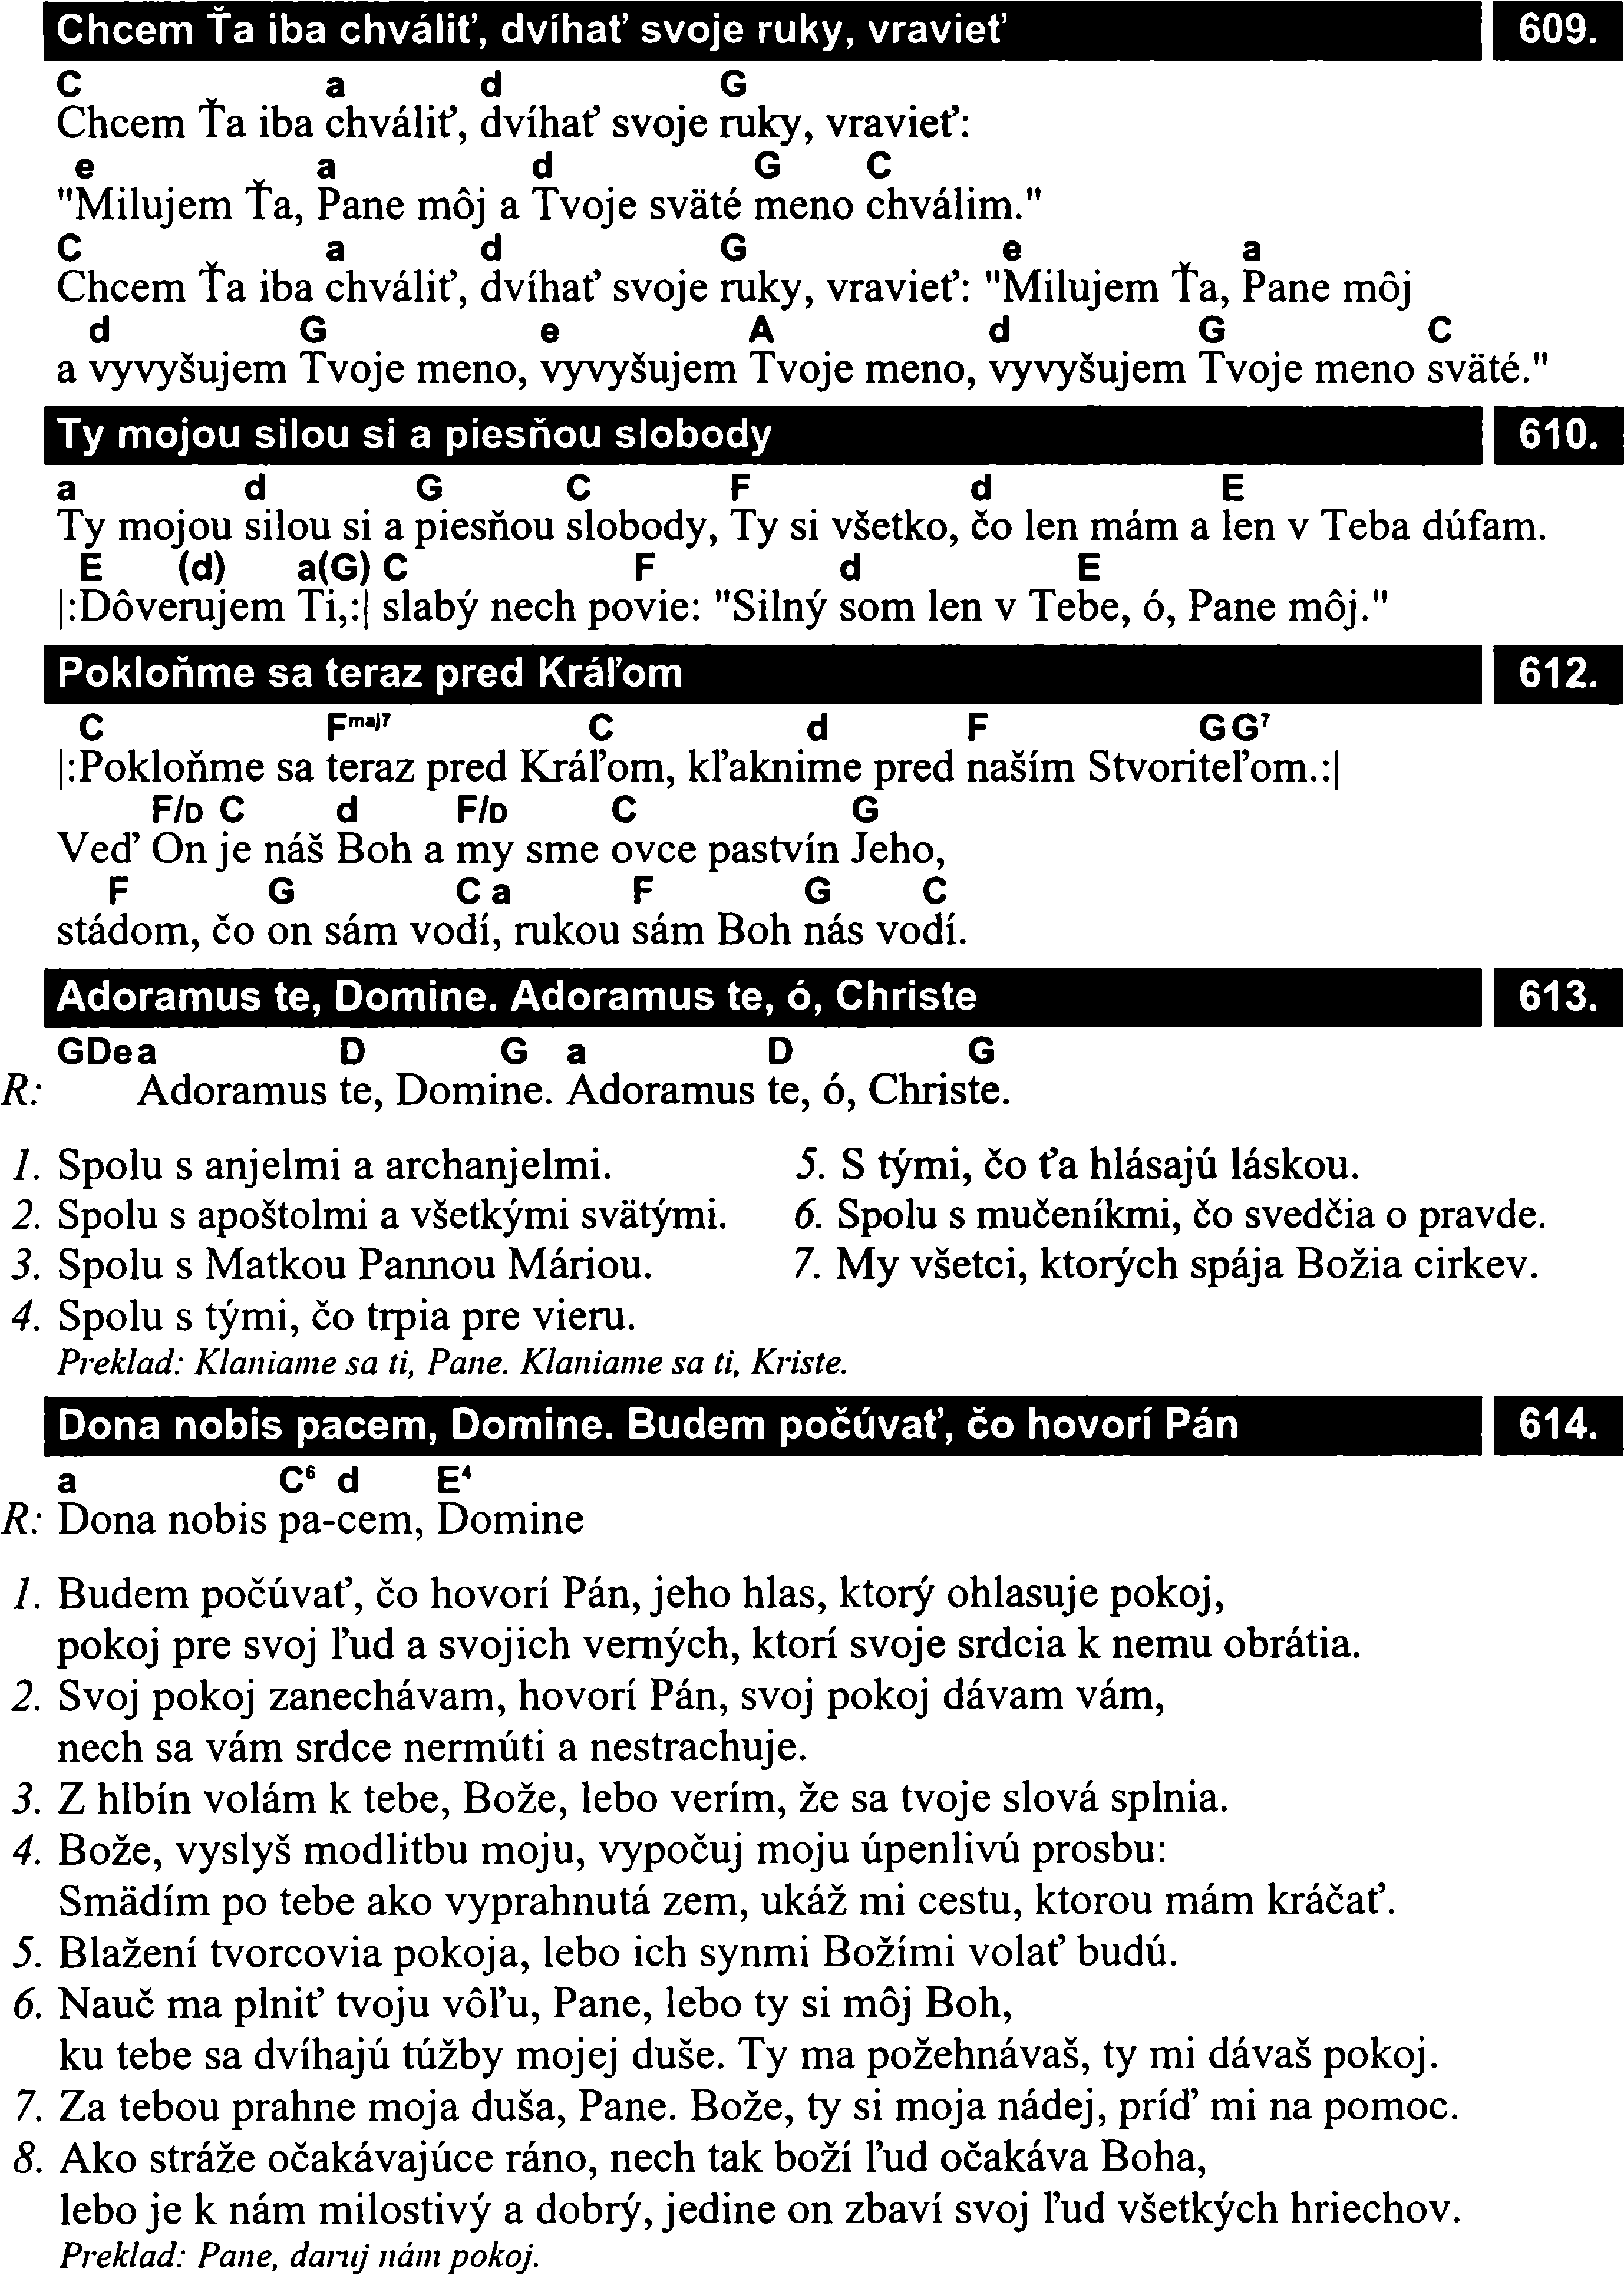 Chcem Ťa iba chváliť, dvíhať svoje ruky, vravieť 609.
C a d G
Chcem Ťa iba chváliť, dvíhať svoje ruky, vravieť:
e a d G C
"Milujem Ťa, Pane môj a Tvoje sväté meno chválim."
C a d G e a
Chcem Ťa iba chváliť, dvíhať svoje ruky, vravieť: "Milujem Ťa, Pane môj
d G e A d G C
a vyvyšujem Tvoje meno, vyvyšujem Tvoje meno, vyvyšujem Tvoje meno sväté."
Ty mojou silou si a piesňou slobody 610.
a d G C F d E
Ty mojou silou si a piesňou slobody, Ty si všetko, čo len mám a len v Teba dúfam.
E (d) a(G) C F d E
|:Dôverujem Ti,:| slabý nech povie: "Silný som len v Tebe, ó, Pane môj."
Pokloňme sa teraz pred Kráľom 612.
C Fmaj7 C d F G G7
|:Pokloňme sa teraz pred Kráľom, kľaknime pred naším Stvoriteľom.:|
F/D C d F/D C G
Veď On je náš Boh a my sme ovce pastvín Jeho,
F G C a F G C
stádom, čo on sám vodí, rukou sám Boh nás vodí.
Adoramus te, Domine. Adoramus te, ó, Christe 613.
G D e a D G a D G
R: Adoramus te, Domine. Adoramus te, ó, Christe.
1. Spolu s anjelmi a archanjelmi.
2. Spolu s apoštolmi a všetkými svätými.
3. Spolu s Matkou Pannou Máriou.
4. Spolu s tými, čo trpia pre vieru.
5. S tými, čo ťa hlásajú láskou.
6. Spolu s mučeníkmi, čo svedčia o pravde.
7. My všetci, ktorých spája Božia cirkev.
Preklad: Klaniame sa ti, Pane. Klaniame sa ti, Kriste.
Dona nobis pacem, Domine. Budem počúvať, čo hovorí Pán 614.
a C6 d E4
R: Dona nobis pa-cem, Domine
1. Budem počúvať, čo hovorí Pán, jeho hlas, ktorý ohlasuje pokoj,
pokoj pre svoj ľud a svojich verných, ktorí svoje srdcia k nemu obrátia.
2. Svoj pokoj zanechávam, hovorí Pán, svoj pokoj dávam vám,
nech sa vám srdce nermúti a nestrachuje.
3. Z hlbín volám k tebe, Bože, lebo verím, že sa tvoje slová splnia.
4. Bože, vyslyš modlitbu moju, vypočuj moju úpenlivú prosbu:
Smädím po tebe ako vyprahnutá zem, ukáž mi cestu, ktorou mám kráčať.
5. Blažení tvorcovia pokoja, lebo ich synmi Božími volať budú.
6. Nauč ma plniť tvoju vôľu, Pane, lebo ty si môj Boh,
ku tebe sa dvíhajú túžby mojej duše. Ty ma požehnávaš, ty mi dávaš pokoj.
7. Za tebou prahne moja duša, Pane. Bože, ty si moja nádej, príď mi na pomoc.
8. Ako stráže očakávajúce ráno, nech tak boží ľud očakáva Boha,
lebo je k nám milostivý a dobrý, jedine on zbaví svoj ľud všetkých hriechov.
Preklad: Pane, daruj nám pokoj.